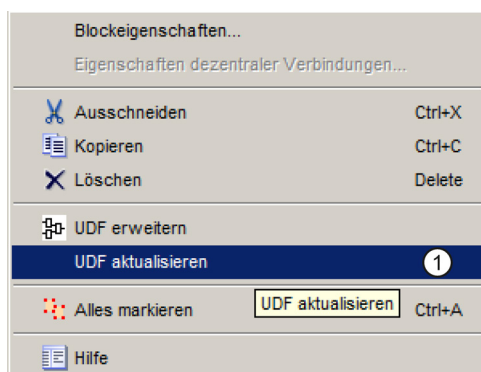 Blockeigenschaften...
Eigenschaften dezentraler Verbindungen...
Ausschneiden Ctrl+X
Kopieren Ctrl+C
Löschen Delete
UDF erweitern
UDF aktualisieren 1
UDF aktualisieren
Alles markieren Ctrl+A
Hilfe